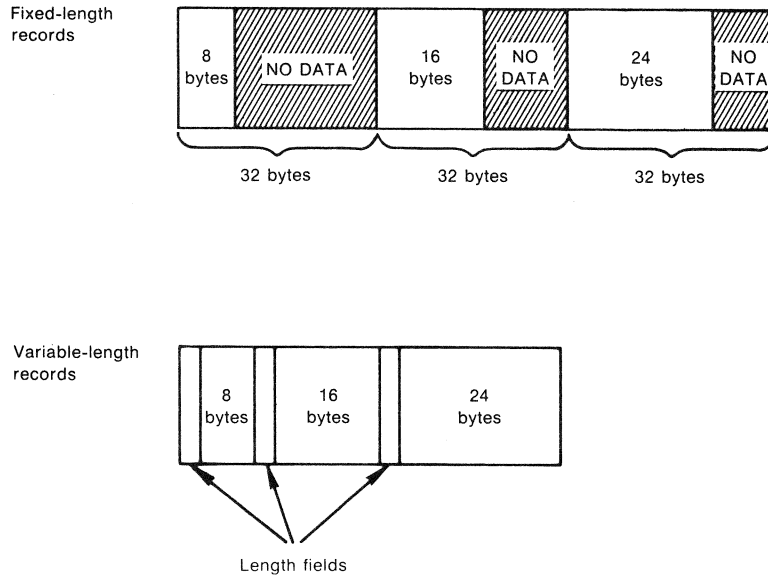 Fixed-length
records
8
bytes
NO DATA
16
bytes
NO
DATA
24
bytes
NO
DATA
32 bytes
32 bytes
32 bytes
Variable-length
records
8
bytes
16
bytes
24
bytes
Length fields